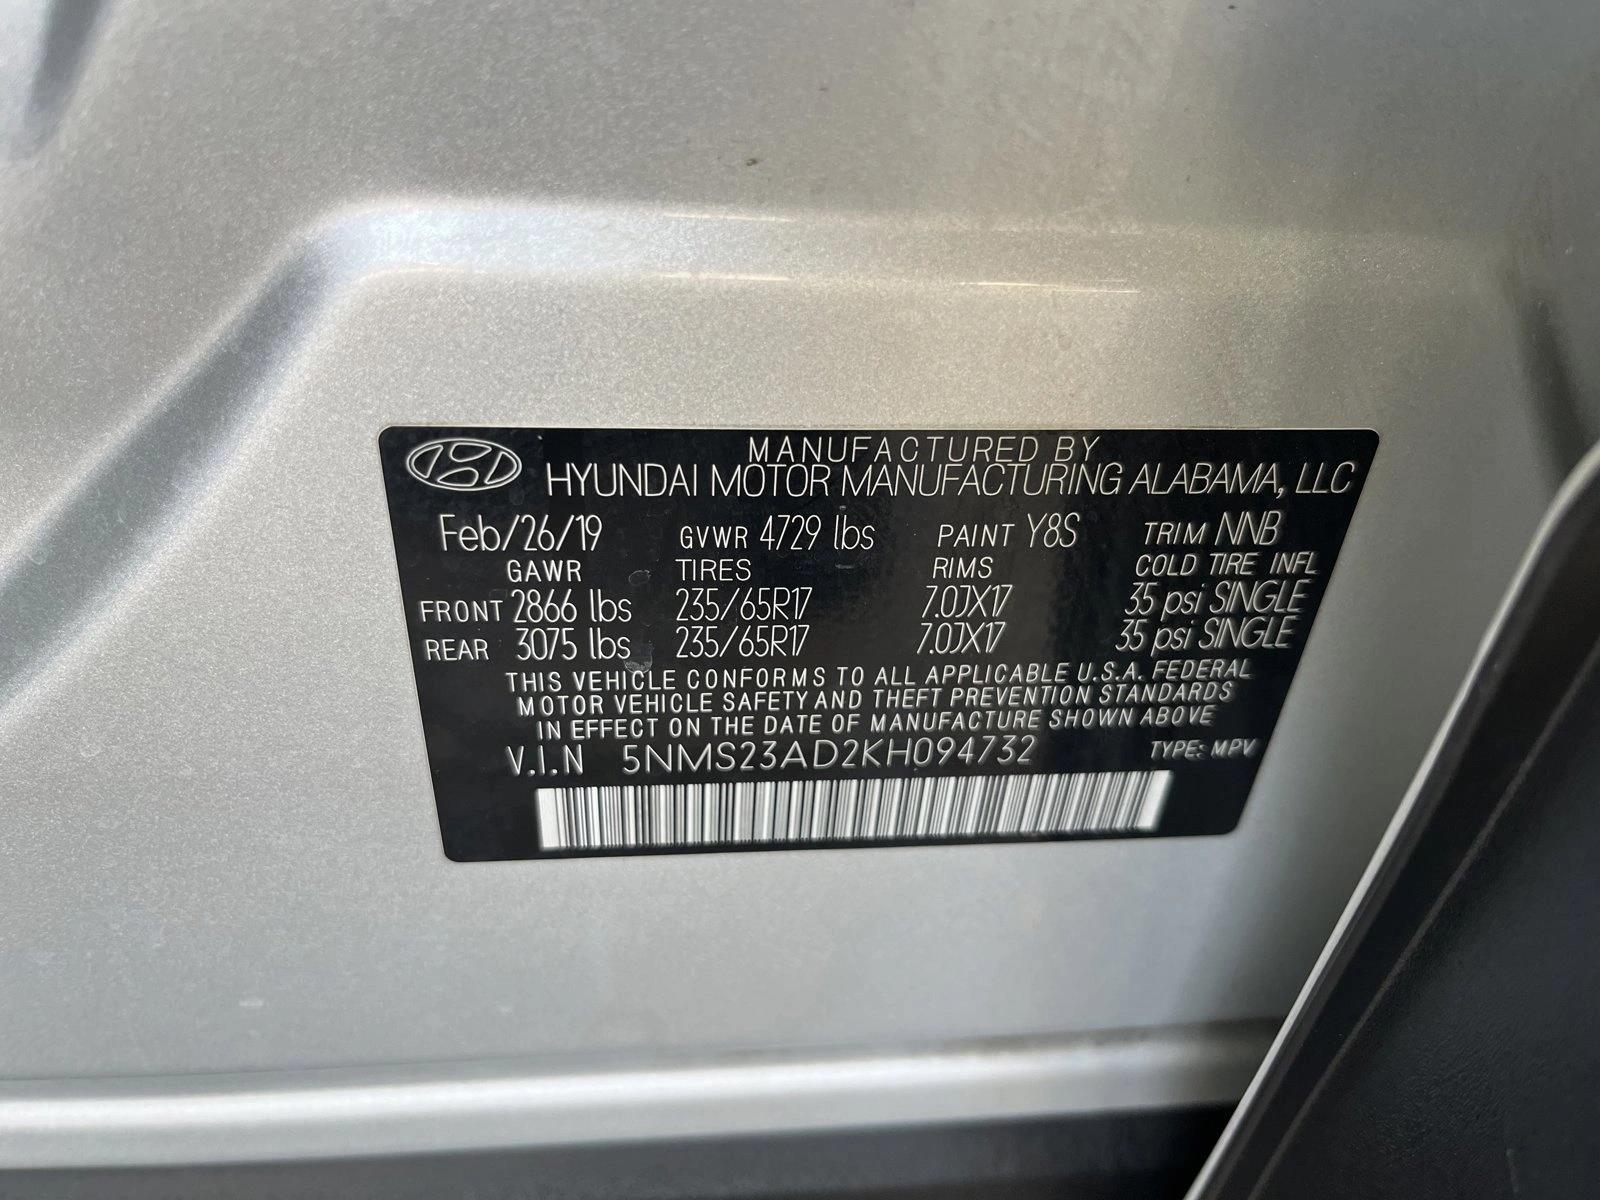 MANUFACTURED BY
HYUNDAI MOTOR MANUFACTURING ALABAMA, LLC
Feb/26/19 GVWR 4729 lbs PAINT Y8S TRIM NNB
GAWR TIRES RIMS COLD TIRE INFL
FRONT 2866 lbs 235/65R17 7.0JX17 35 psi SINGLE
REAR 3075 lbs 235/65R17 7.0JX17 35 psi SINGLE
THIS VEHICLE CONFORMS TO ALL APPLICABLE U.S.A. FEDERAL
MOTOR VEHICLE SAFETY AND THEFT PREVENTION STANDARDS
IN EFFECT ON THE DATE OF MANUFACTURE SHOWN ABOVE
V.I.N 5NMS23AD2KH094732 TYPE: MPV